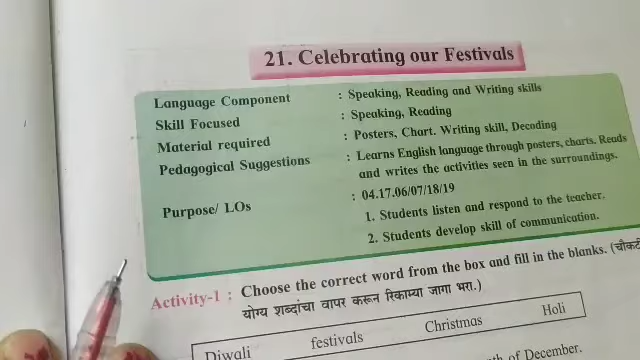 21. Celebrating our Festivals
Language Component : Speaking, Reading and Writing skills
Skill Focused : Speaking, Reading
Material required : Posters, Chart. Writing skill, Decoding
Pedagogical Suggestions : Learns English language through posters, charts. Reads
and writes the activities seen in the surroundings.
Purpose/ LOs : 04.17.06/07/18/19
1. Students listen and respond to the teacher.
2. Students develop skill of communication.
Activity-1 : Choose the correct word from the box and fill in the blanks.
योग्य शब्दांचा वापर करून रिकाम्या जागा भरा.)
Diwali festivals Christmas Holi
of December.